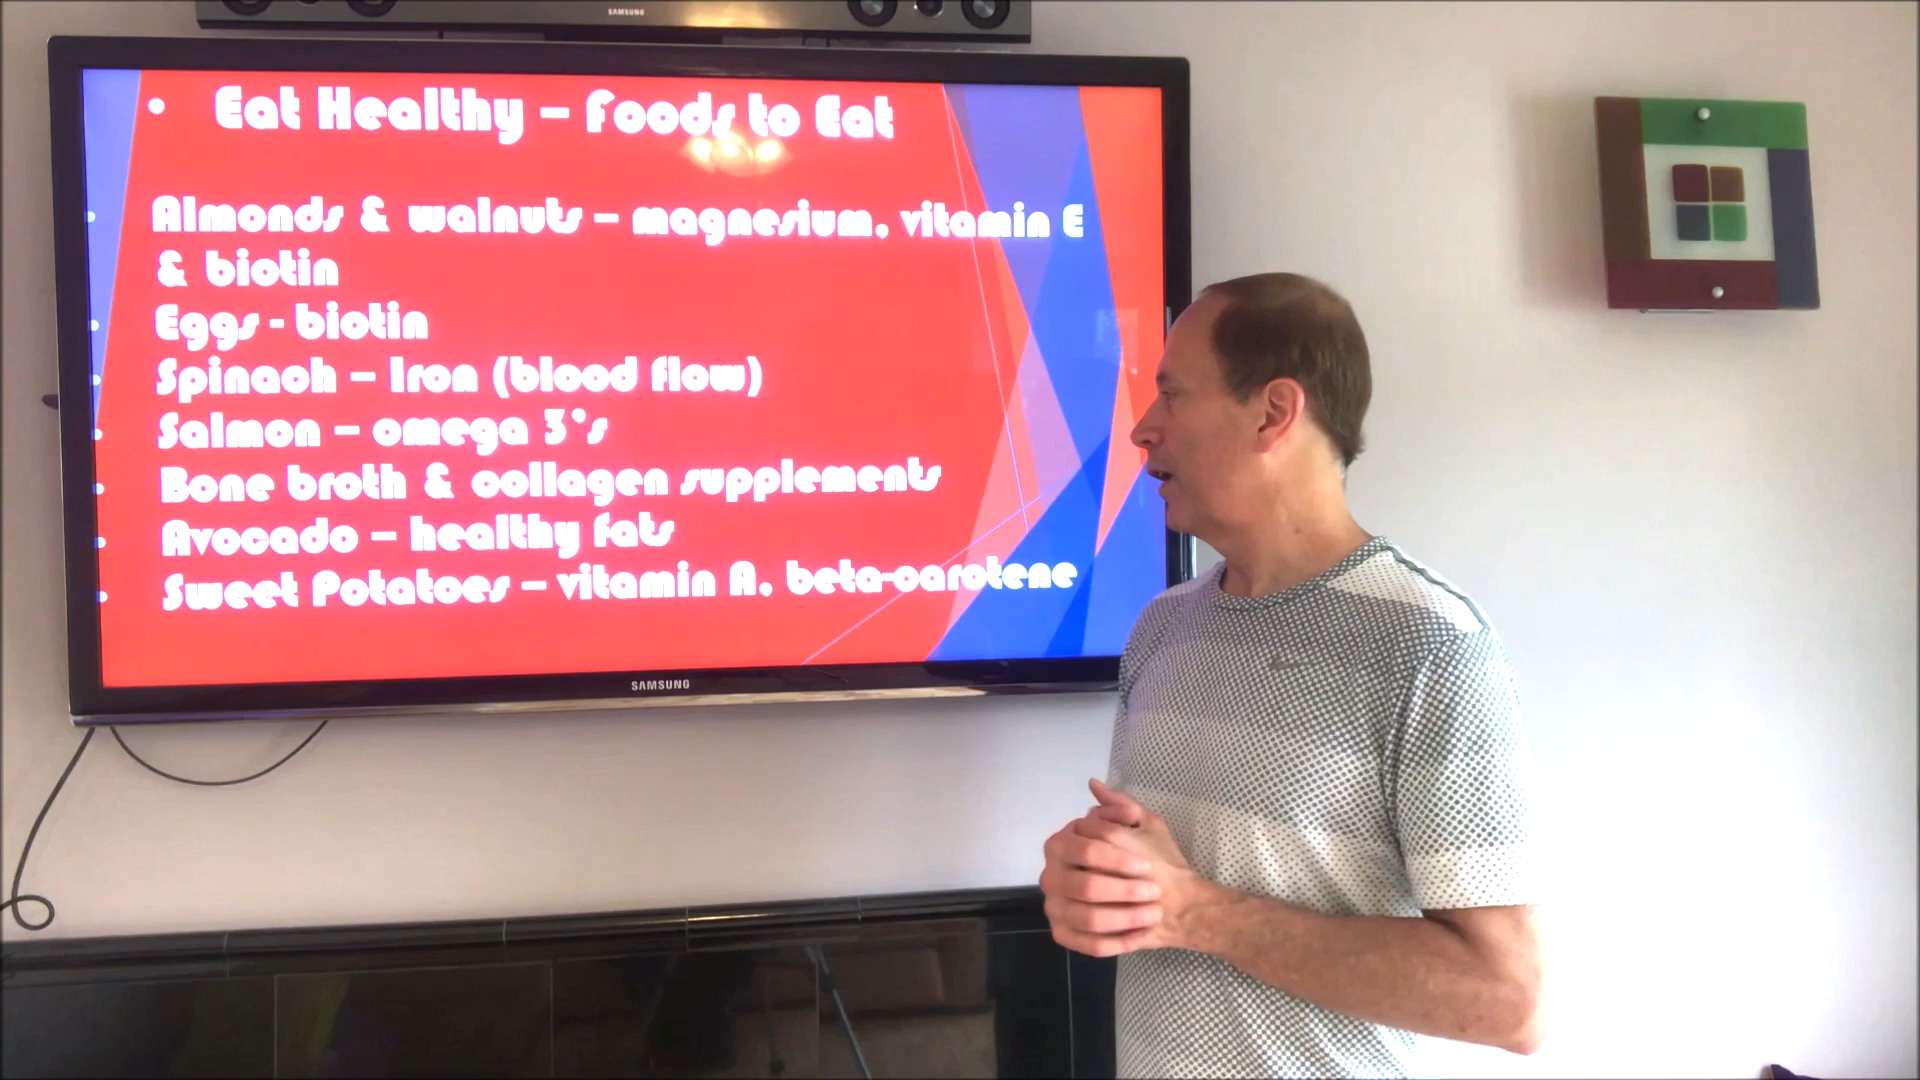 SAMSUNG
• Eat Healthy – Foods to Eat
• Almonds & walnuts – magnesium, vitamin E
& biotin
• Eggs - biotin
• Spinach – Iron (blood flow)
• Salmon – omega 3's
• Bone broth & collagen supplements
• Avocado – healthy fats
• Sweet Potatoes – vitamin A, beta-carotene
SAMSUNG